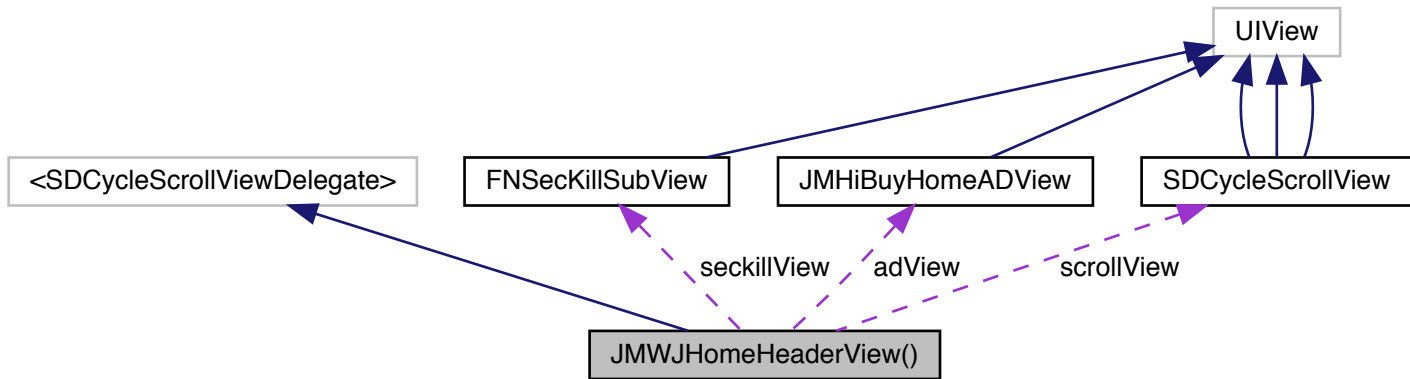 UIView
<SDCycleScrollViewDelegate>
FNSecKillSubView
JMHiBuyHomeADView
SDCycleScrollView
seckillView
adView
scrollView
JMWJHomeHeaderView()